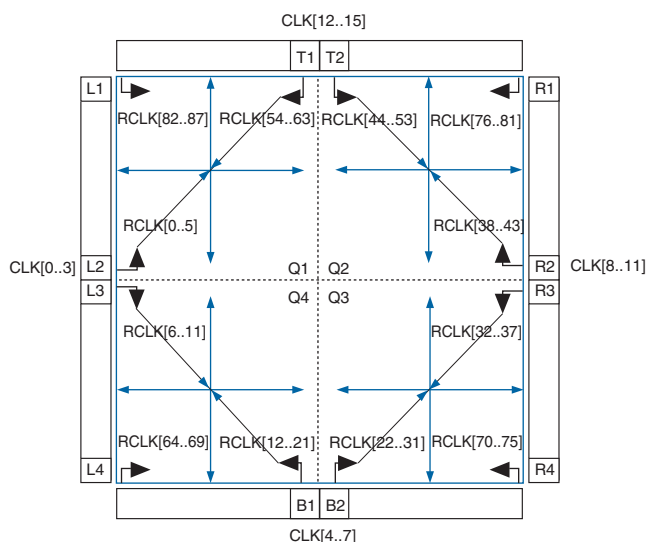 CLK[12..15]
T1 T2
L1 R1
RCLK[82..87] RCLK[54..63] RCLK[44..53] RCLK[76..81]
RCLK[0..5] RCLK[38..43]
CLK[0..3] L2 Q1 Q2 R2 CLK[8..11]
L3 Q4 Q3 R3
RCLK[6..11] RCLK[32..37]
RCLK[64..69] RCLK[12..21] RCLK[22..31] RCLK[70..75]
L4 R4
B1 B2
CLK[4..7]